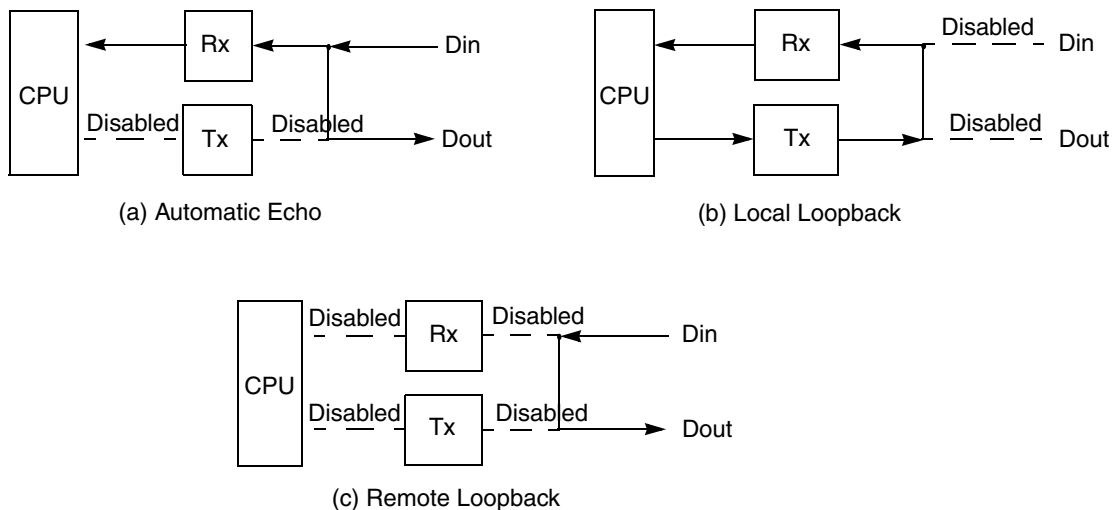 Rx
Din
CPU
Disabled
Tx
Disabled
Dout
(a) Automatic Echo
Rx
Disabled
Din
CPU
Tx
Disabled
Dout
(b) Local Loopback
Disabled
Rx
Disabled
Din
CPU
Disabled
Tx
Disabled
Dout
(c) Remote Loopback